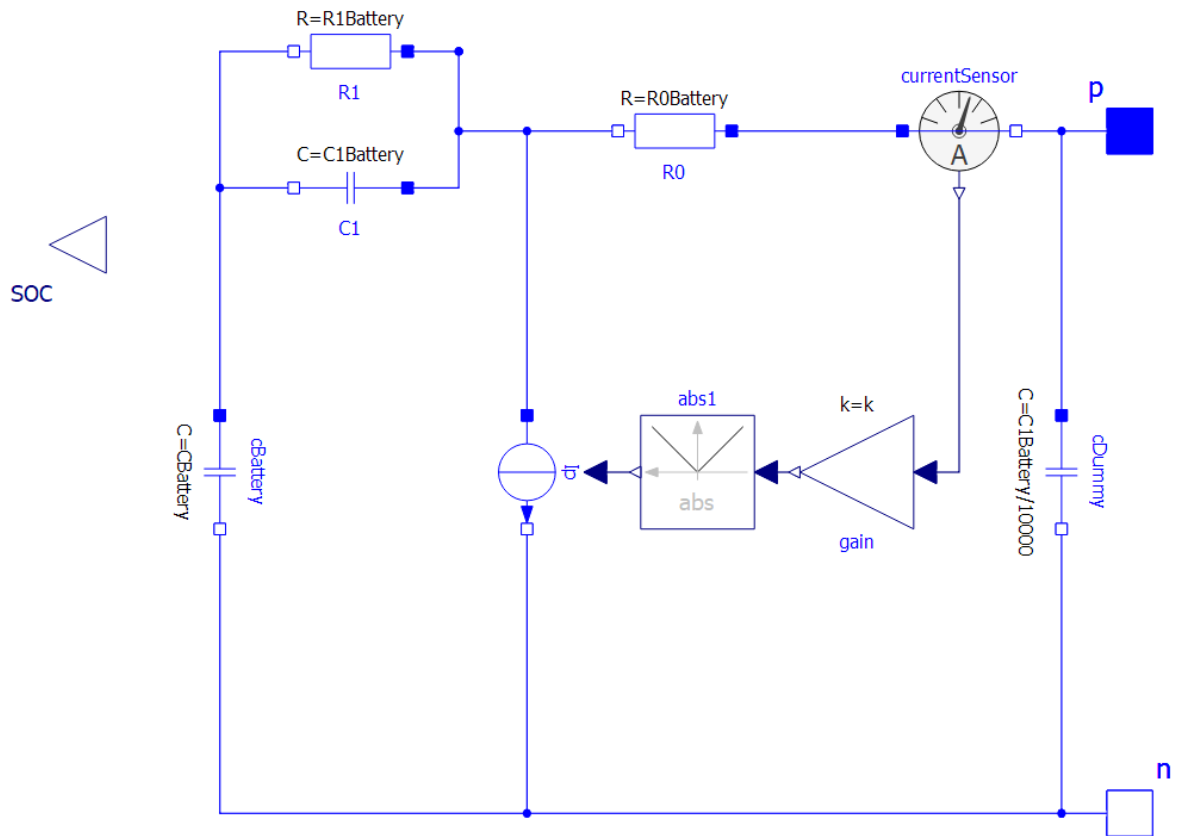 R=R1Battery
R1
C=C1Battery
C1
R=R0Battery
R0
currentSensor
A
p
SOC
C=CBattery
cBattery
Ip
abs1
abs
k=k
gain
C=C1Battery/10000
cDummy
n